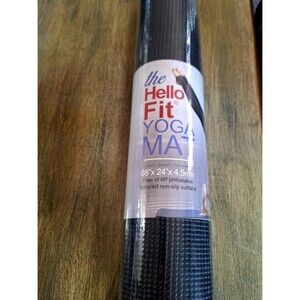 the
Hello
Fit®
YOGA
MAT
68"x 24"x 4.5mm
Free of 6P phthalates
Textured non-slip surface